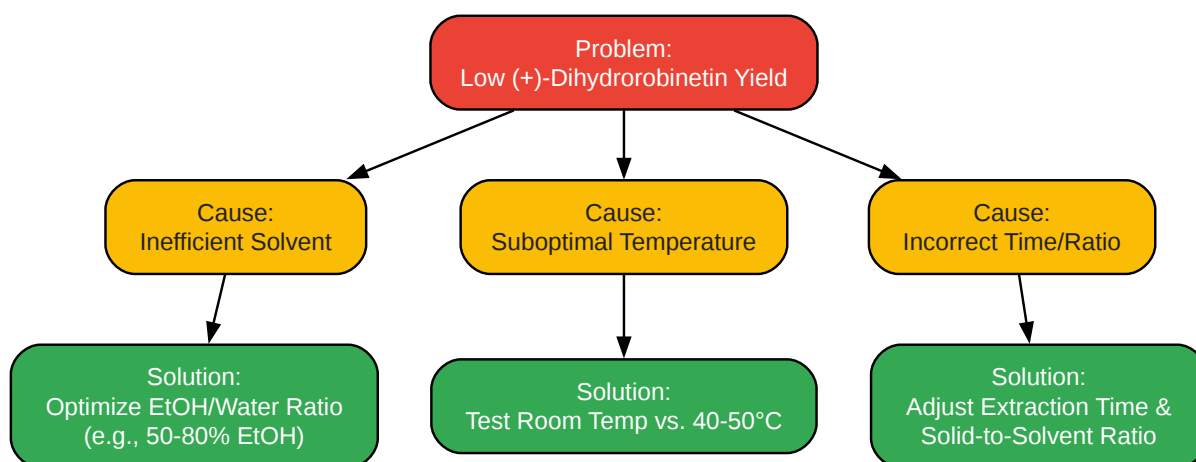 Problem:
Low (+)-Dihydrorobinetin Yield
Cause:
Inefficient Solvent
Cause:
Suboptimal Temperature
Cause:
Incorrect Time/Ratio
Solution:
Optimize EtOH/Water Ratio
(e.g., 50-80% EtOH)
Solution:
Test Room Temp vs. 40-50°C
Solution:
Adjust Extraction Time &
Solid-to-Solvent Ratio